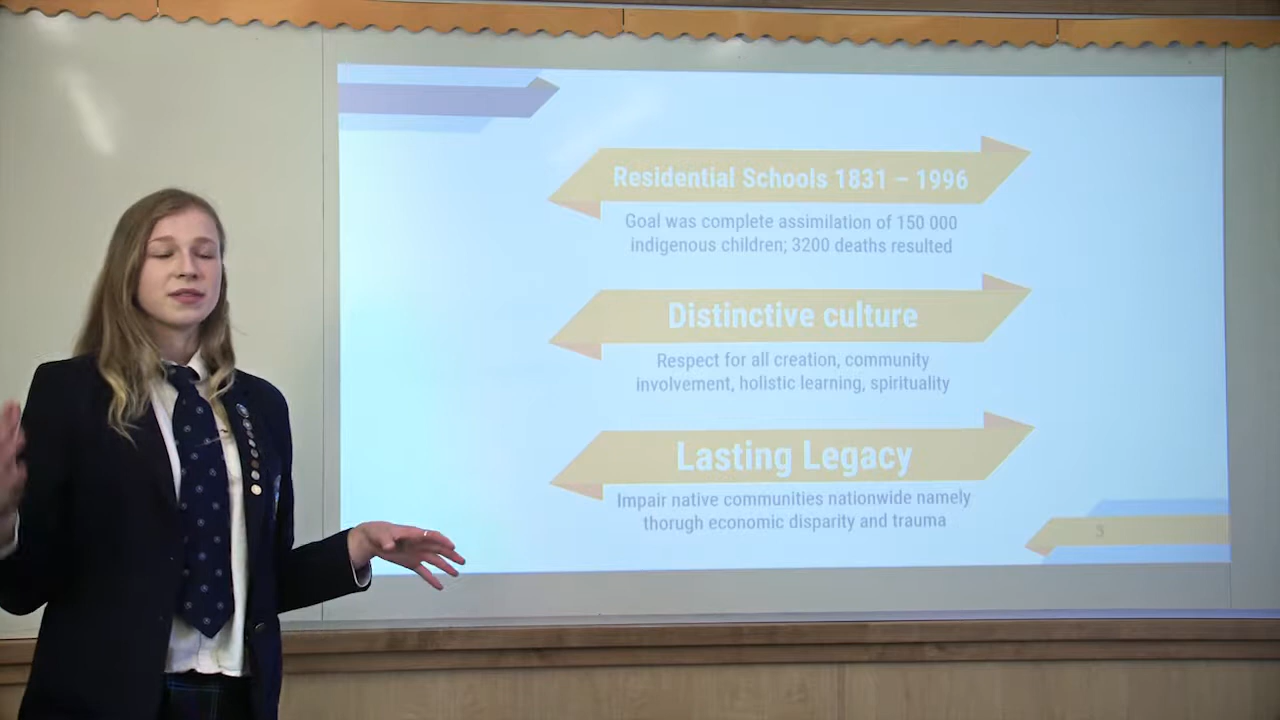 Residential Schools 1831 – 1996
Goal was complete assimilation of 150 000
indigenous children; 3200 deaths resulted
Distinctive culture
Respect for all creation, community
involvement, holistic learning, spirituality
Lasting Legacy
Impair native communities nationwide namely
thorugh economic disparity and trauma
3